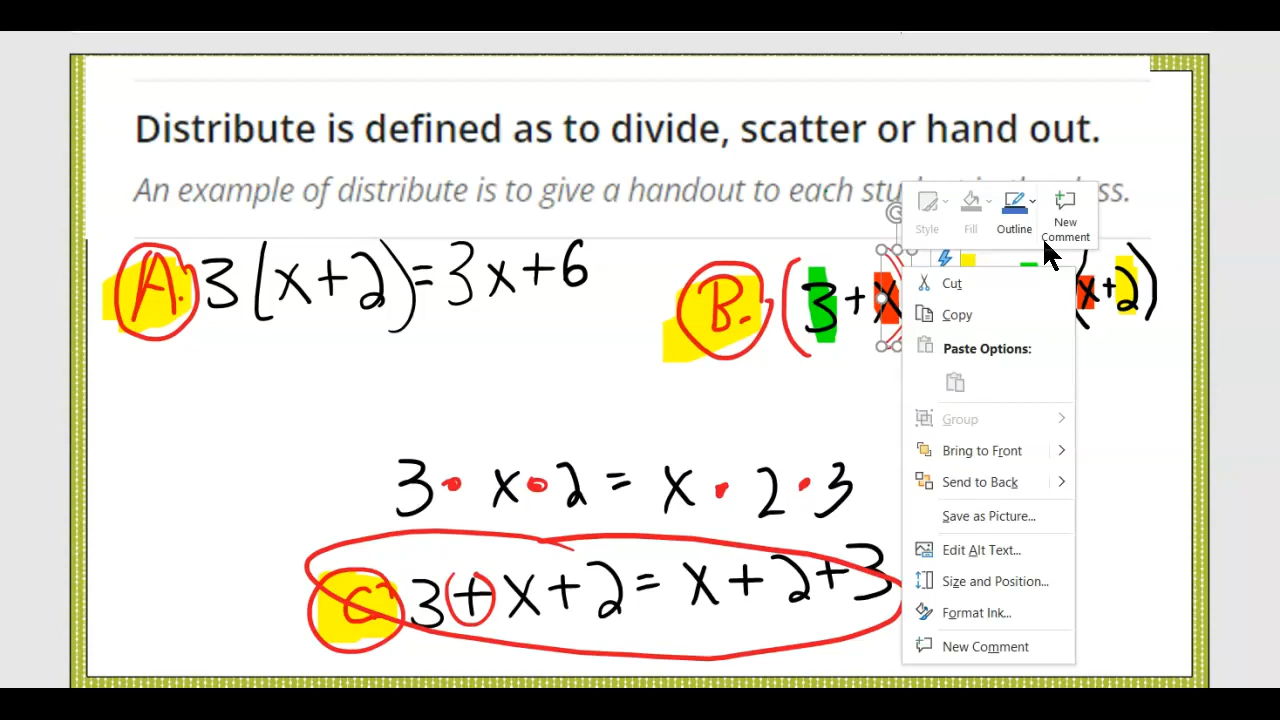 Distribute is defined as to divide, scatter or hand out.
An example of distribute is to give a handout to each
Style Fill Outline New Comment
A. 3(x+2)=3x+6
B. (3+x
x+2)
Cut
Copy
Paste Options:
Group
Bring to Front
3·x·2=x·2·3
Send to Back
Save as Picture...
Edit Alt Text...
C 3+x+2=x+2+3
Size and Position...
Format Ink...
New Comment